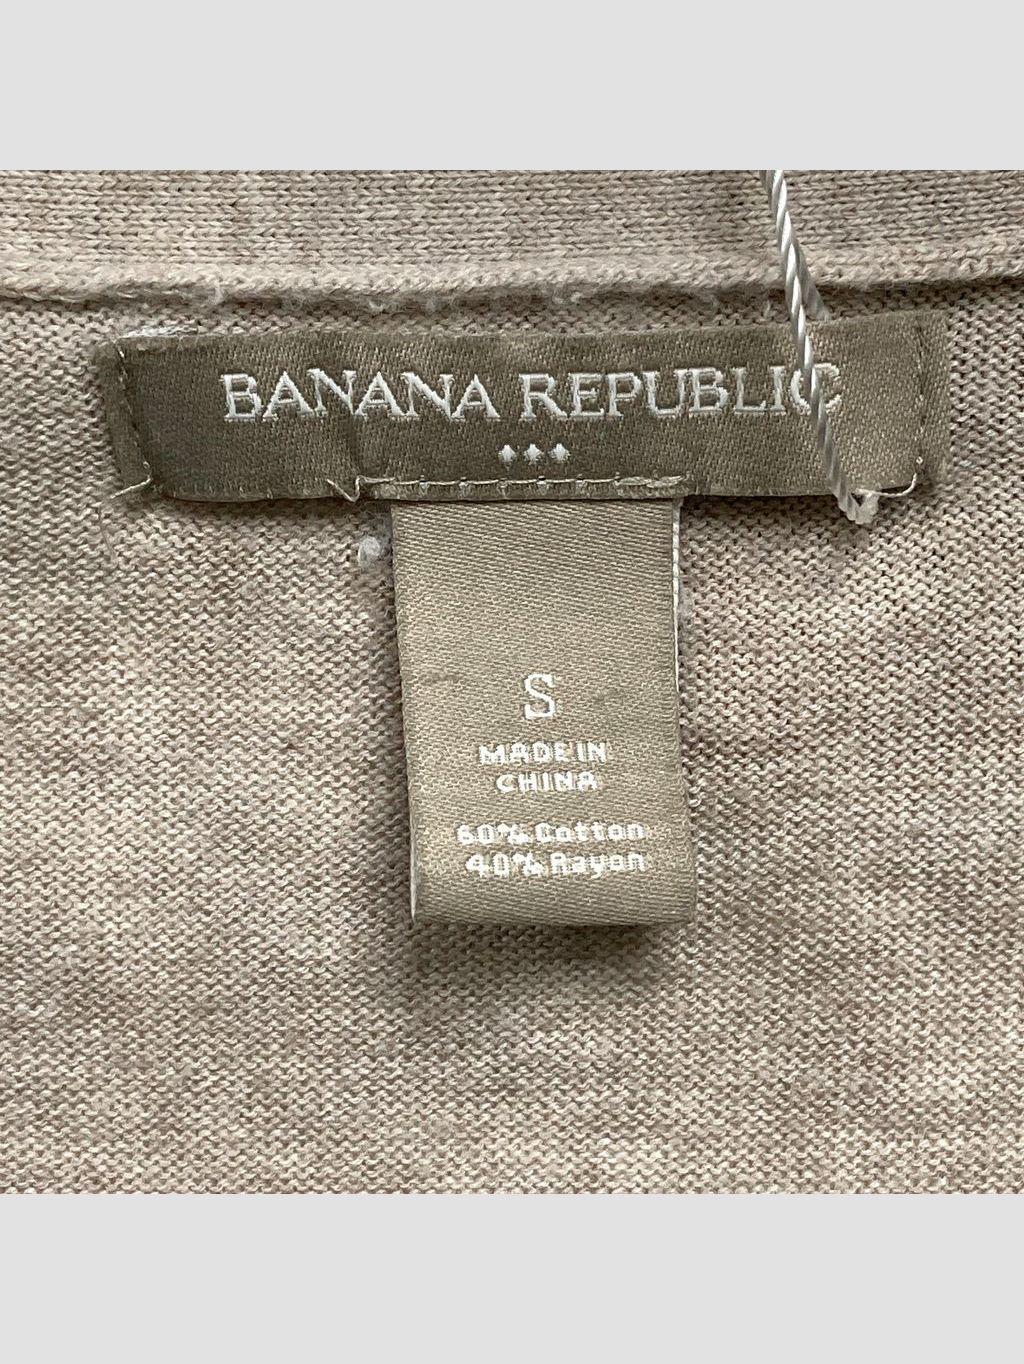 BANANA REPUBLIC
S
MADE IN
CHINA
60% Cotton
40% Rayon